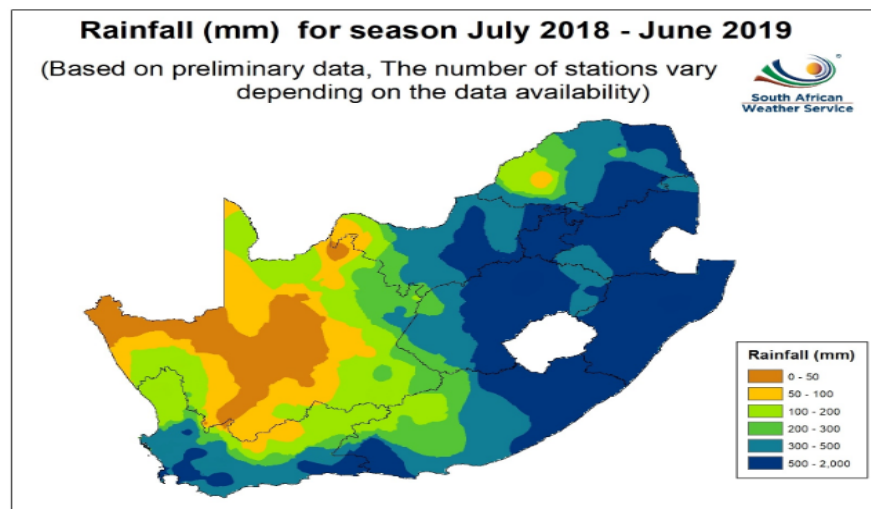 Rainfall (mm) for season July 2018 - June 2019
(Based on preliminary data, The number of stations vary
depending on the data availability)
South African
Weather Service
Rainfall (mm)
0 - 50
50 - 100
100 - 200
200 - 300
300 - 500
500 - 2,000